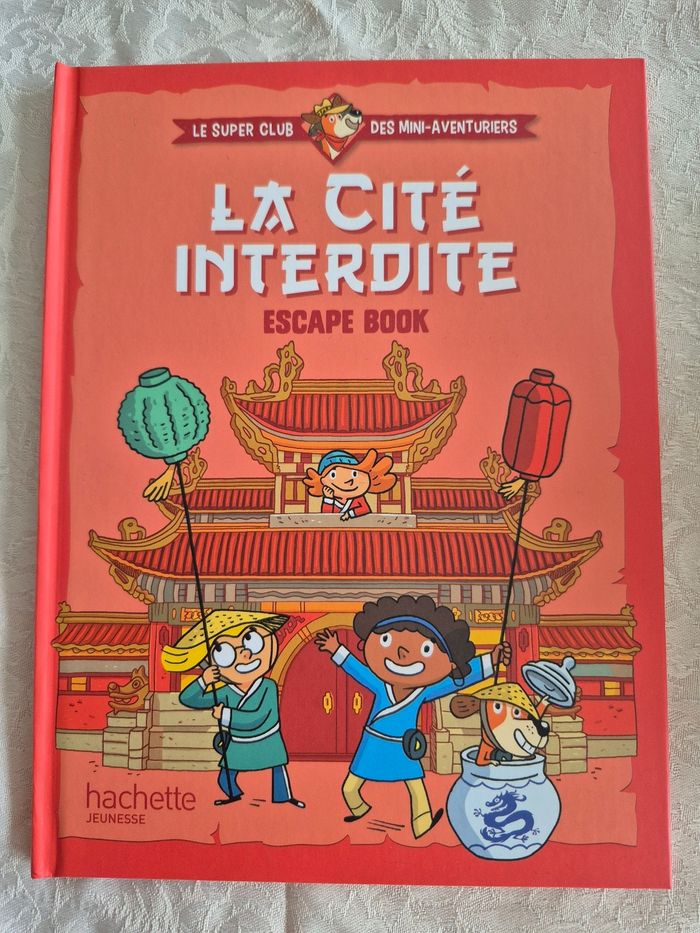 LE SUPER CLUB DES MINI-AVENTURIERS
LA CITÉ
INTERDITE
ESCAPE BOOK
hachette
JEUNESSE